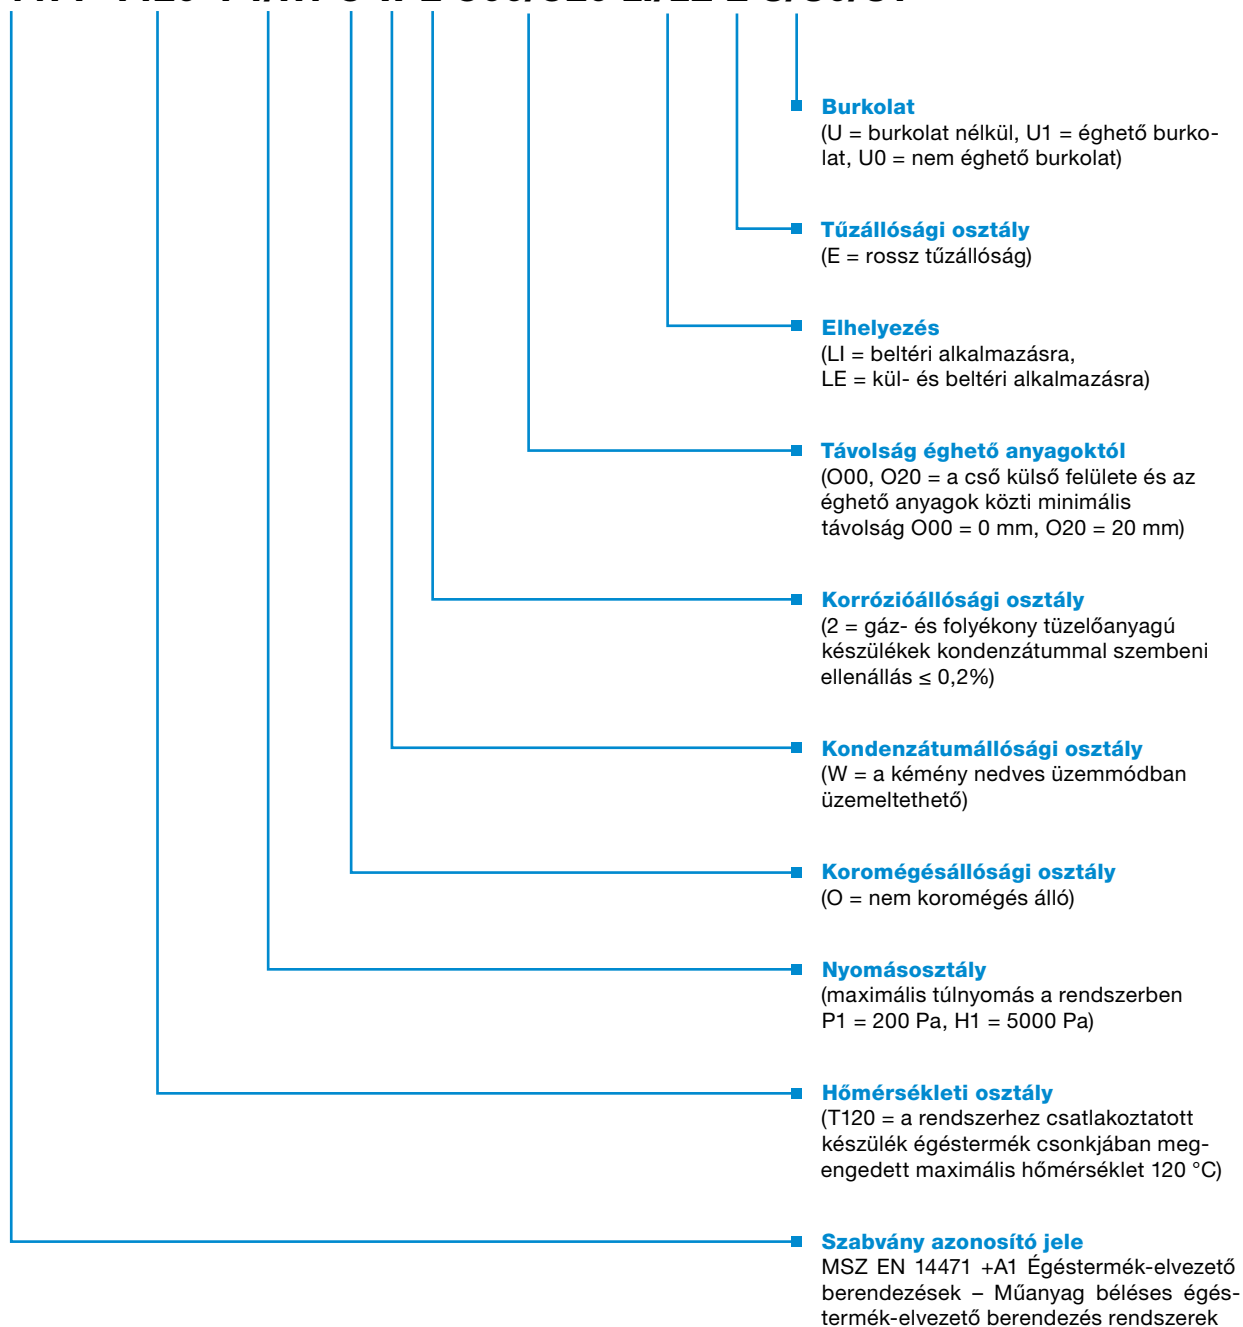 Burkolat
(U = burkolat nélkül, U1 = éghető burko-
lat, U0 = nem éghető burkolat)
Tűzállósági osztály
(E = rossz tűzállóság)
Elhelyezés
(LI = beltéri alkalmazásra,
LE = kül- és beltéri alkalmazásra)
Távolság éghető anyagoktól
(O00, O20 = a cső külső felülete és az
éghető anyagok közti minimális
távolság O00 = 0 mm, O20 = 20 mm)
Korrózióállósági osztály
(2 = gáz- és folyékony tüzelőanyagú
készülékek kondenzátummal szembeni
ellenállás ≤ 0,2%)
Kondenzátumállósági osztály
(W = a kémény nedves üzemmódban
üzemeltethető)
Koromégésállósági osztály
(O = nem koromégés álló)
Nyomásosztály
(maximális túlnyomás a rendszerben
P1 = 200 Pa, H1 = 5000 Pa)
Hőmérsékleti osztály
(T120 = a rendszerhez csatlakoztatott
készülék égéstermék csonkjában meg-
engedett maximális hőmérséklet 120 °C)
Szabvány azonosító jele
MSZ EN 14471 +A1 Égéstermék-elvezető
berendezések – Műanyag béléses égés-
termék-elvezető berendezés rendszerek